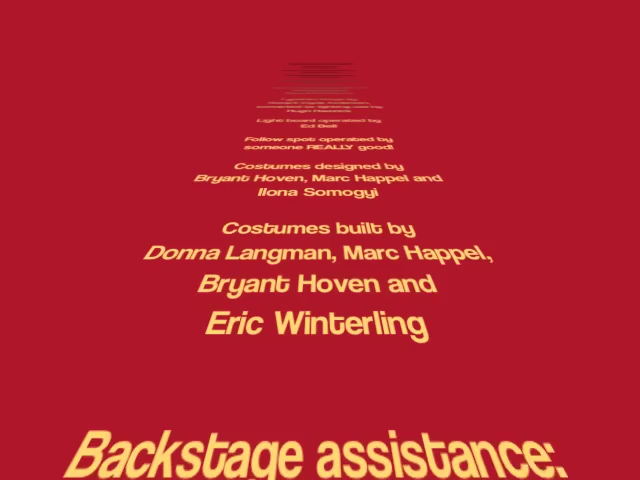 Light board operated by
Ed Bell
Follow spot operated by
someone REALLY good!
Costumes designed by
Bryant Hoven, Marc Happel and
Ilona Somogyi
Costumes built by
Donna Langman, Marc Happel,
Bryant Hoven and
Eric Winterling
Backstage assistance: